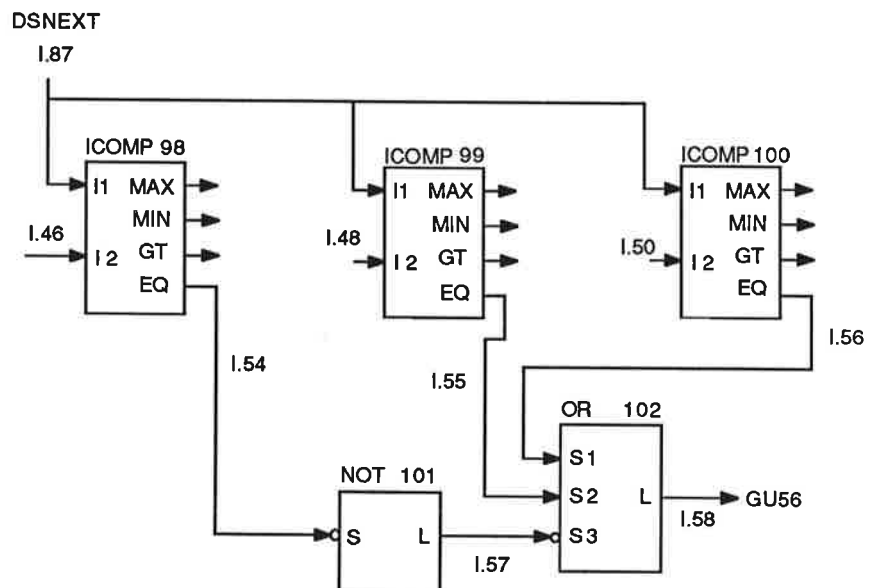 DSNEXT
I.87
ICOMP 98
I1 MAX
MIN
I.46
I2 GT
EQ
ICOMP 99
I1 MAX
MIN
I.48
I2 GT
EQ
ICOMP 100
I1 MAX
MIN
I.50
I2 GT
EQ
I.54
I.55
I.56
OR 102
S1
S2 L
S3
GU56
I.58
NOT 101
S L
I.57